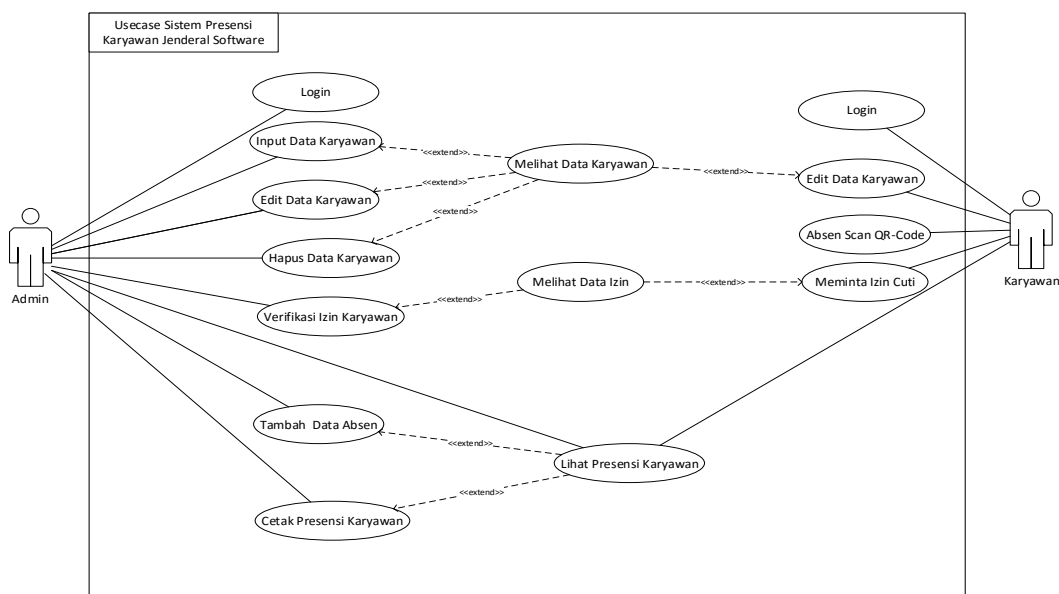 Usecase Sistem Presensi
Karyawan Jenderal Software
Login
Input Data Karyawan
Edit Data Karyawan
Hapus Data Karyawan
Verifikasi Izin Karyawan
Tambah Data Absen
Cetak Presensi Karyawan
Admin
<<extend>>
<<extend>>
<<extend>>
<<extend>>
<<extend>>
<<extend>>
Melihat Data Karyawan
Melihat Data Izin
Lihat Presensi Karyawan
<<extend>>
<<extend>>
Login
Edit Data Karyawan
Absen Scan QR-Code
Meminta Izin Cuti
Karyawan